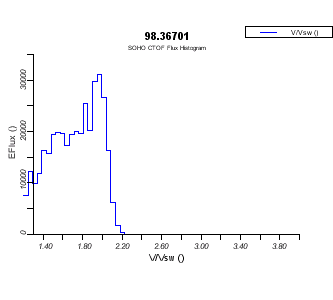 98.36701
SOHO CTOF Flux Histogram
V/Vsw ()
EFlux ()
30000
20000
10000
0
1.40 1.80 2.20 2.60 3.00 3.40 3.80
V/Vsw ()